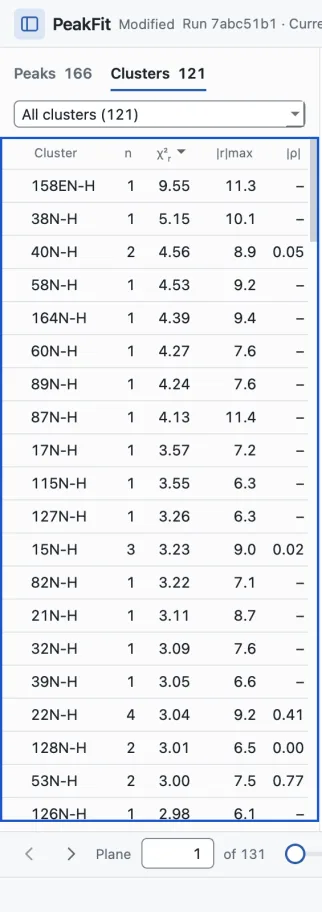 PeakFit Modified Run 7abc51b1 · Curre
Peaks 166 Clusters 121
All clusters (121)
Cluster n χ²r |r|max |ρ|
158EN-H 1 9.55 11.3 –
38N-H 1 5.15 10.1 –
40N-H 2 4.56 8.9 0.05
58N-H 1 4.53 9.2 –
164N-H 1 4.39 9.4 –
60N-H 1 4.27 7.6 –
89N-H 1 4.24 7.6 –
87N-H 1 4.13 11.4 –
17N-H 1 3.57 7.2 –
115N-H 1 3.55 6.3 –
127N-H 1 3.26 6.3 –
15N-H 3 3.23 9.0 0.02
82N-H 1 3.22 7.1 –
21N-H 1 3.11 8.7 –
32N-H 1 3.09 7.6 –
39N-H 1 3.05 6.6 –
22N-H 4 3.04 9.2 0.41
128N-H 2 3.01 6.5 0.00
53N-H 2 3.00 7.5 0.77
126N-H 1 2.98 6.1 –
Plane 1 of 131